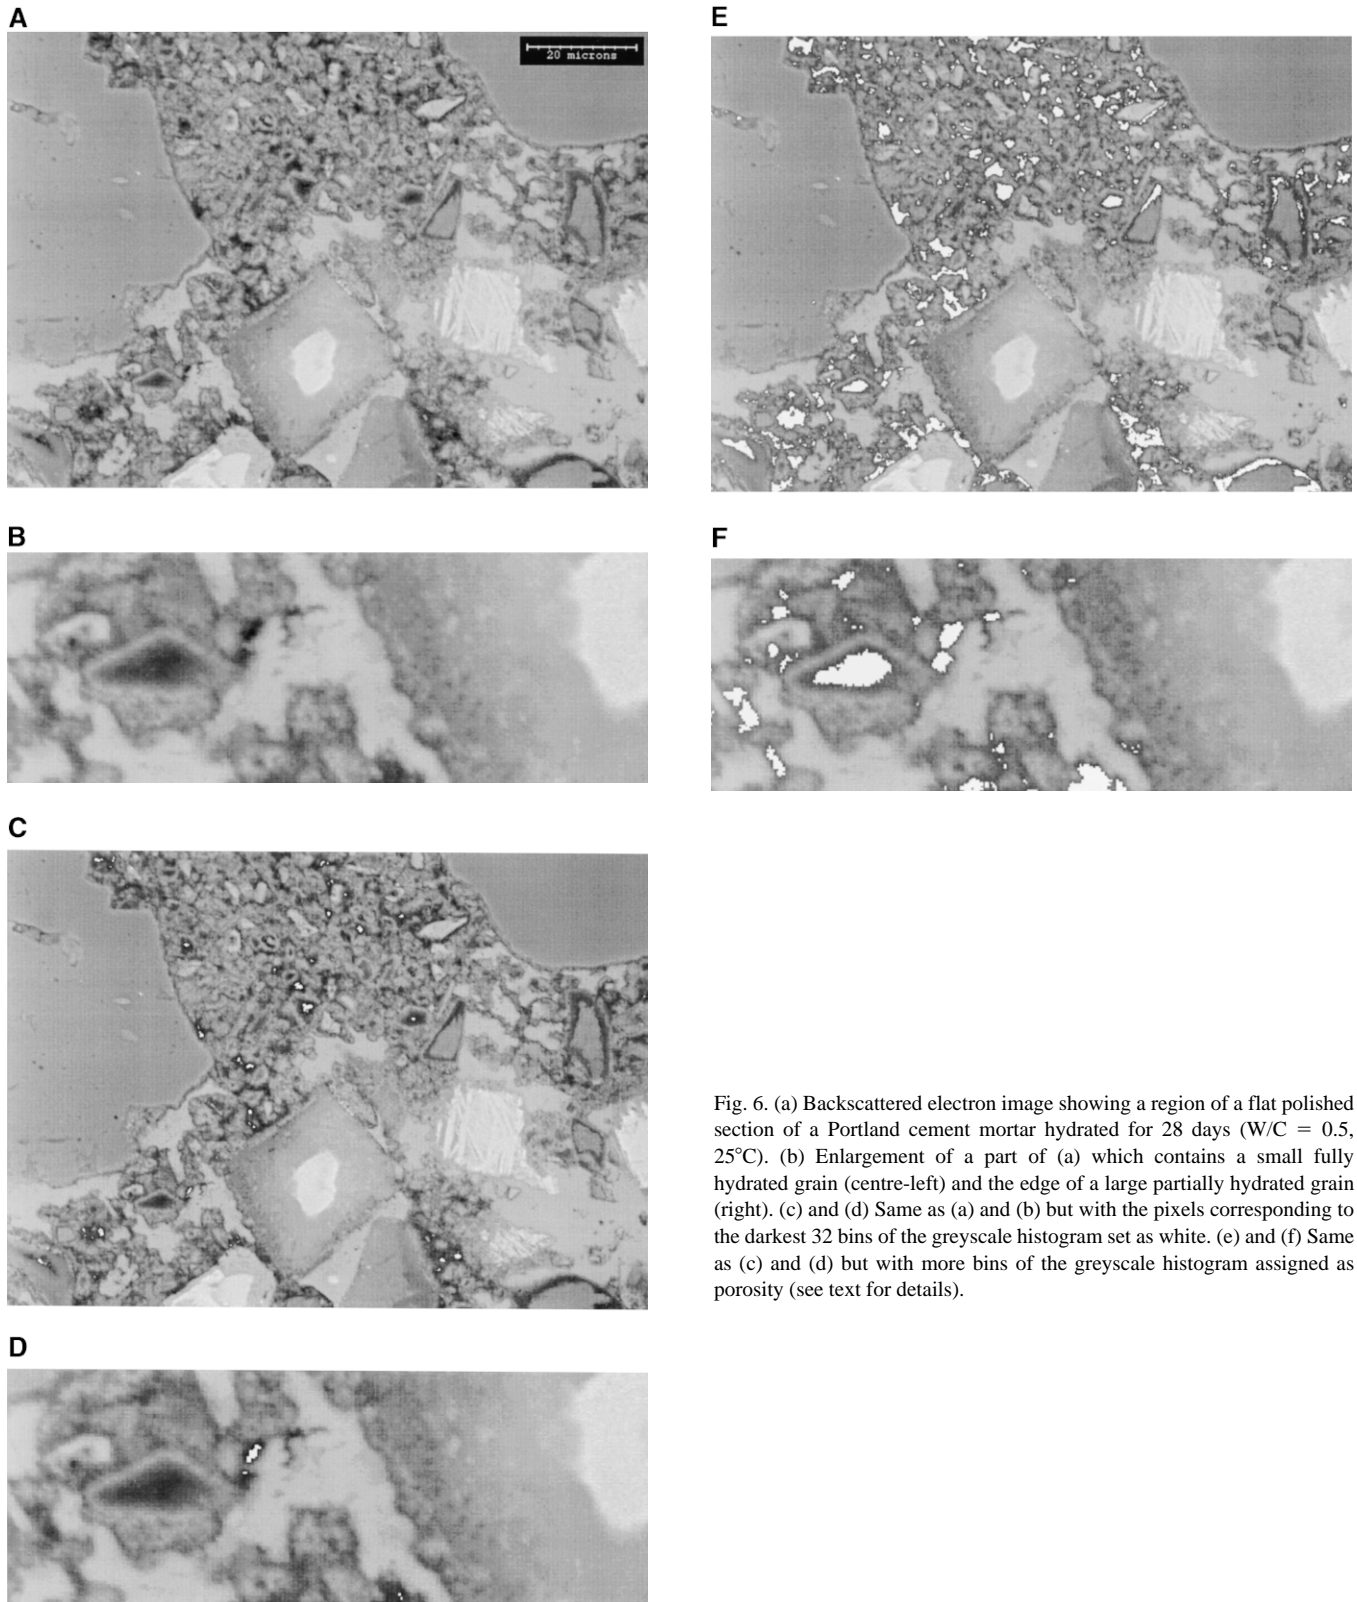 A
20 microns
E
B
F
C
Fig. 6. (a) Backscattered electron image showing a region of a flat polished
section of a Portland cement mortar hydrated for 28 days (W/C = 0.5,
25°C). (b) Enlargement of a part of (a) which contains a small fully
hydrated grain (centre-left) and the edge of a large partially hydrated grain
(right). (c) and (d) Same as (a) and (b) but with the pixels corresponding to
the darkest 32 bins of the greyscale histogram set as white. (e) and (f) Same
as (c) and (d) but with more bins of the greyscale histogram assigned as
porosity (see text for details).
D